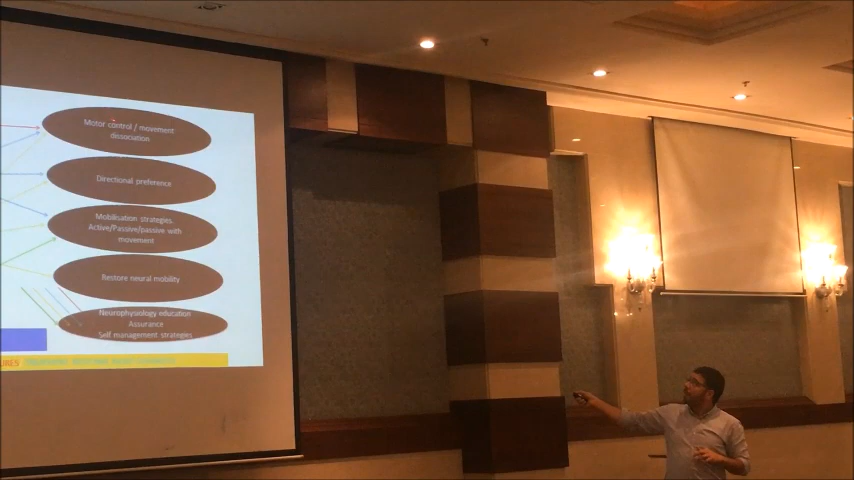 Motor control / movement
dissociation
Directional preference
Mobilisation strategies.
Active/Passive/passive with
movement
Restore neural mobility
Neurophysiology education
Assurance
Self management strategies